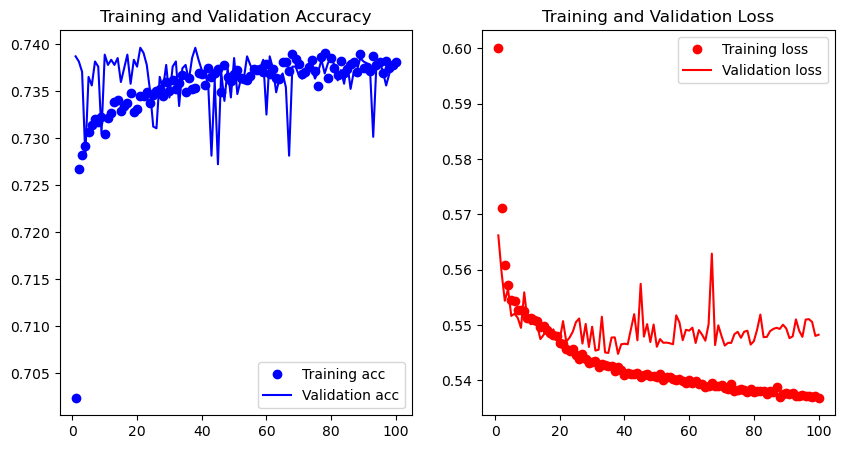 Training and Validation Accuracy
0.740
0.735
0.730
0.725
0.720
0.715
0.710
0.705
Training acc
Validation acc
0 20 40 60 80 100
Training and Validation Loss
0.60
0.59
0.58
0.57
0.56
0.55
0.54
Training loss
Validation loss
0 20 40 60 80 100